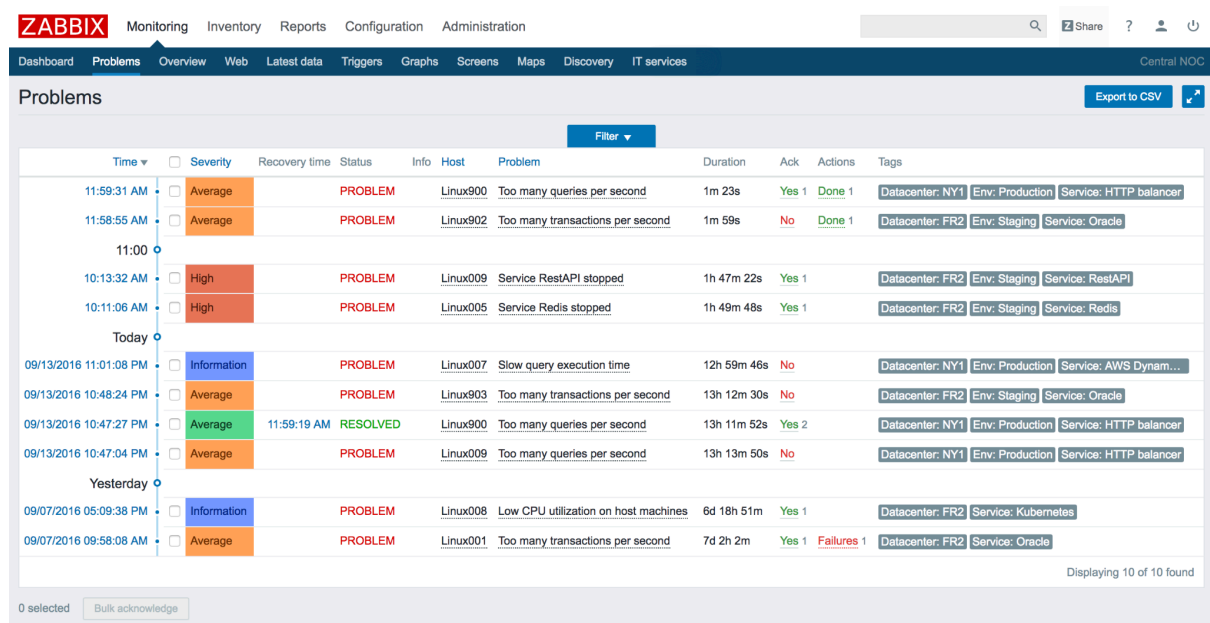 ZABBIX Monitoring Inventory Reports Configuration Administration Z Share ?
Dashboard Problems Overview Web Latest data Triggers Graphs Screens Maps Discovery IT services Central NOC
Problems Export to CSV
Filter
Time Severity Recovery time Status Info Host Problem Duration Ack Actions Tags
11:59:31 AM Average PROBLEM Linux900 Too many queries per second 1m 23s Yes 1 Done 1 Datacenter: NY1 Env: Production Service: HTTP balancer
11:58:55 AM Average PROBLEM Linux902 Too many transactions per second 1m 59s No Done 1 Datacenter: FR2 Env: Staging Service: Oracle
11:00
10:13:32 AM High PROBLEM Linux009 Service RestAPI stopped 1h 47m 22s Yes 1 Datacenter: FR2 Env: Staging Service: RestAPI
10:11:06 AM High PROBLEM Linux005 Service Redis stopped 1h 49m 48s Yes 1 Datacenter: FR2 Env: Staging Service: Redis
Today
09/13/2016 11:01:08 PM Information PROBLEM Linux007 Slow query execution time 12h 59m 46s No Datacenter: NY1 Env: Production Service: AWS Dynam...
09/13/2016 10:48:24 PM Average PROBLEM Linux903 Too many transactions per second 13h 12m 30s No Datacenter: FR2 Env: Staging Service: Oracle
09/13/2016 10:47:27 PM Average 11:59:19 AM RESOLVED Linux900 Too many queries per second 13h 11m 52s Yes 2 Datacenter: NY1 Env: Production Service: HTTP balancer
09/13/2016 10:47:04 PM Average PROBLEM Linux009 Too many queries per second 13h 13m 50s No Datacenter: NY1 Env: Production Service: HTTP balancer
Yesterday
09/07/2016 05:09:38 PM Information PROBLEM Linux008 Low CPU utilization on host machines 6d 18h 51m Yes 1 Datacenter: FR2 Service: Kubernetes
09/07/2016 09:58:08 AM Average PROBLEM Linux001 Too many transactions per second 7d 2h 2m Yes 1 Failures 1 Datacenter: FR2 Service: Oracle
Displaying 10 of 10 found
0 selected Bulk acknowledge